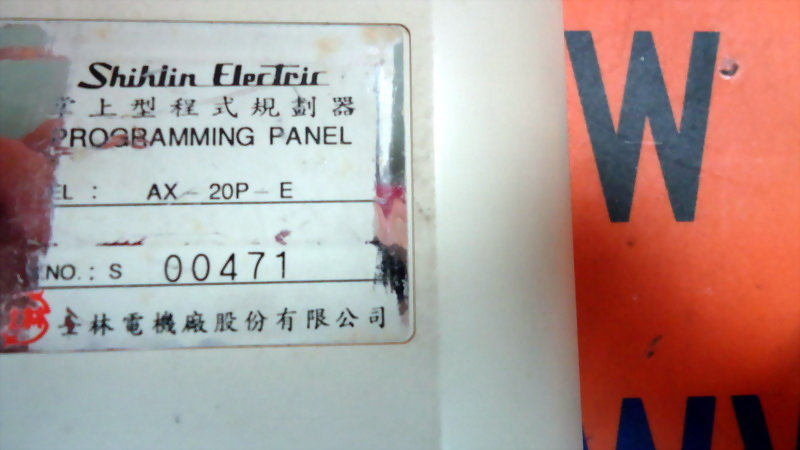 Shihlin Electric
掌上型程式規劃器
PROGRAMMING PANEL
EL : AX-20P-E
NO.: S 00471
士林電機廠股份有限公司
W
W